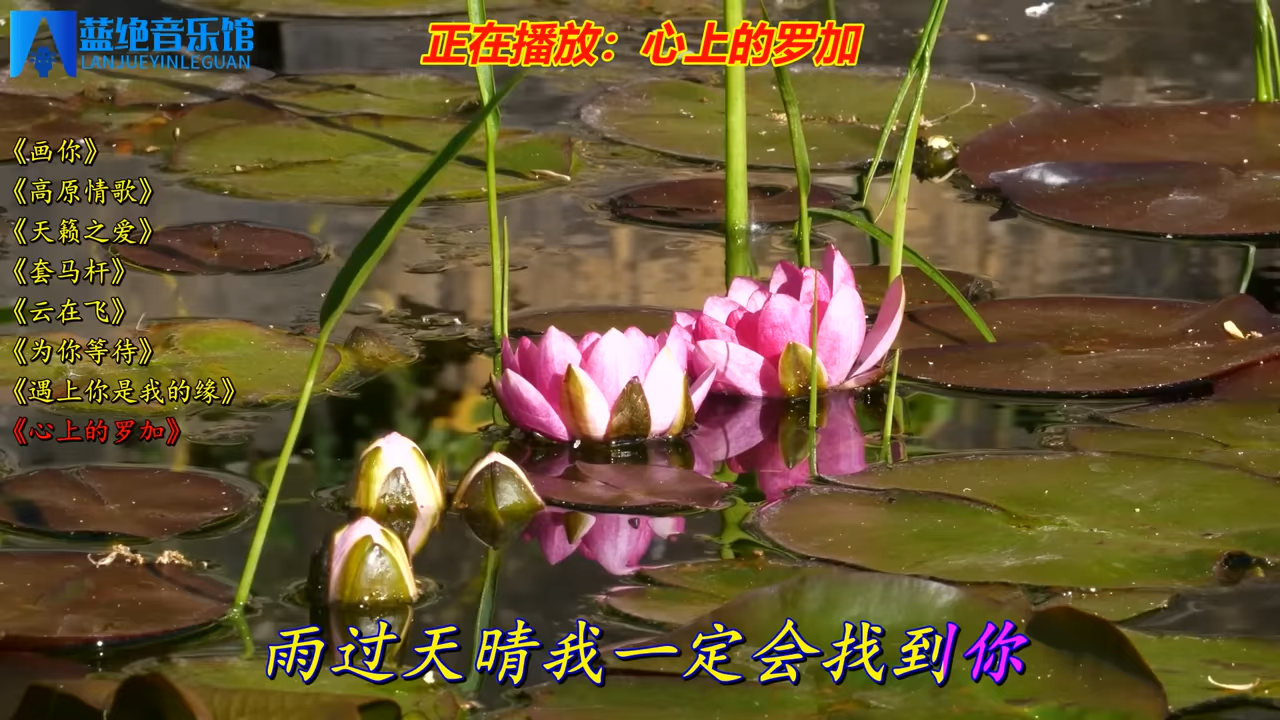 蓝绝音乐馆
LANJUEYINLEGUAN
正在播放：心上的罗加
《画你》
《高原情歌》
《天籁之爱》
《套马杆》
《云在飞》
《为你等待》
《遇上你是我的缘》
《心上的罗加》
雨过天晴我一定会找到你